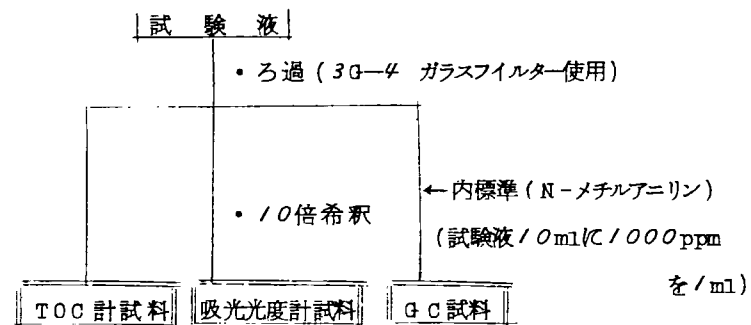 試験液
・ろ過(3G-4 ガラスフイルター使用)
←内標準(N-メチルアニリン)
・10倍希釈
(試験液10mlに1000ppm
を1ml)
TOC計試料 吸光光度計試料 GC試料